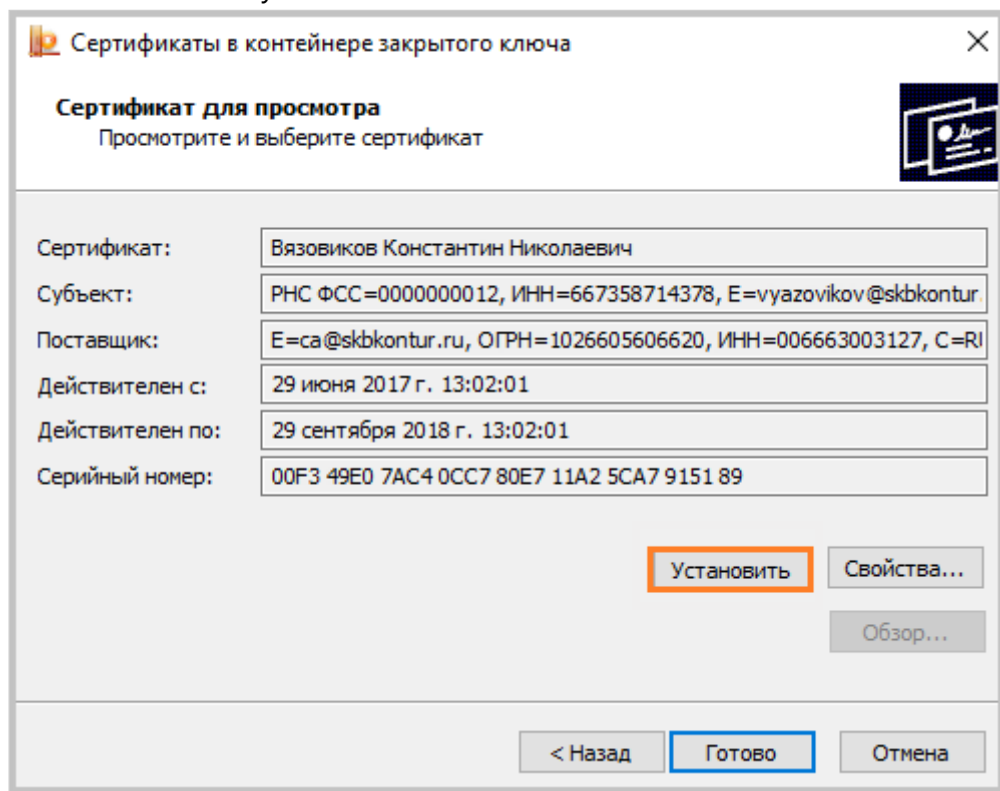 Сертификаты в контейнере закрытого ключа
Сертификат для просмотра
Просмотрите и выберите сертификат
Сертификат: Вязовиков Константин Николаевич
Субъект: РНС ФСС=0000000012, ИНН=667358714378, E=vyazovikov@skbkontur.
Поставщик: E=ca@skbkontur.ru, ОГРН=1026605606620, ИНН=006663003127, C=RU
Действителен с: 29 июня 2017 г. 13:02:01
Действителен по: 29 сентября 2018 г. 13:02:01
Серийный номер: 00F3 49E0 7AC4 0CC7 80E7 11A2 5CA7 9151 89
Установить Свойства...
Обзор...
< Назад Готово Отмена